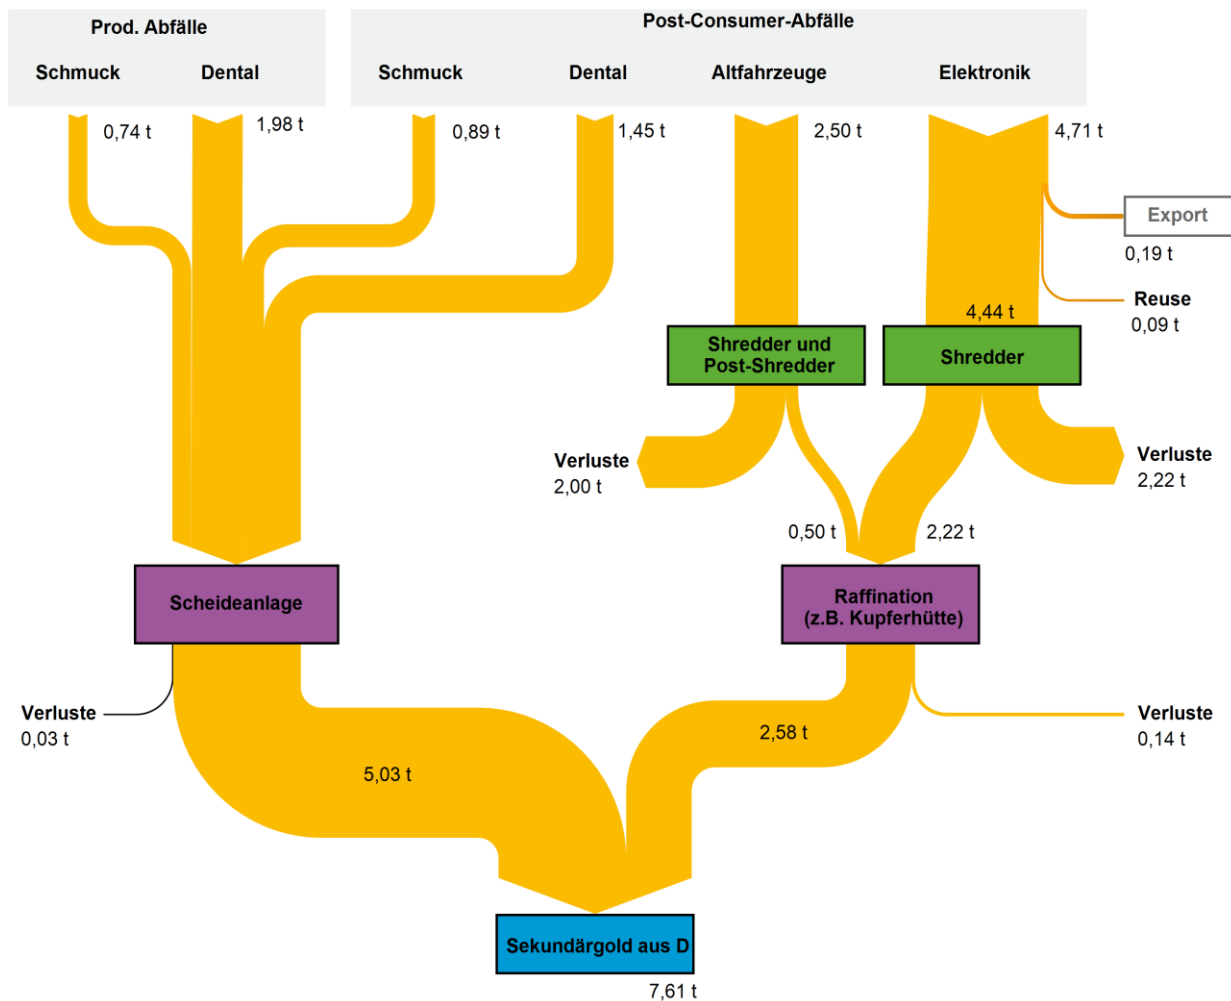 Prod. Abfälle
Post-Consumer-Abfälle
Schmuck
Dental
Schmuck
Dental
Altfahrzeuge
Elektronik
0,74 t
1,98 t
0,89 t
1,45 t
2,50 t
4,71 t
Export
0,19 t
Reuse
0,09 t
4,44 t
Shredder und
Post-Shredder
Shredder
Verluste
2,00 t
Verluste
2,22 t
0,50 t
2,22 t
Scheideanlage
Raffination
(z.B. Kupferhütte)
Verluste
0,03 t
Verluste
0,14 t
2,58 t
5,03 t
Sekundärgold aus D
7,61 t